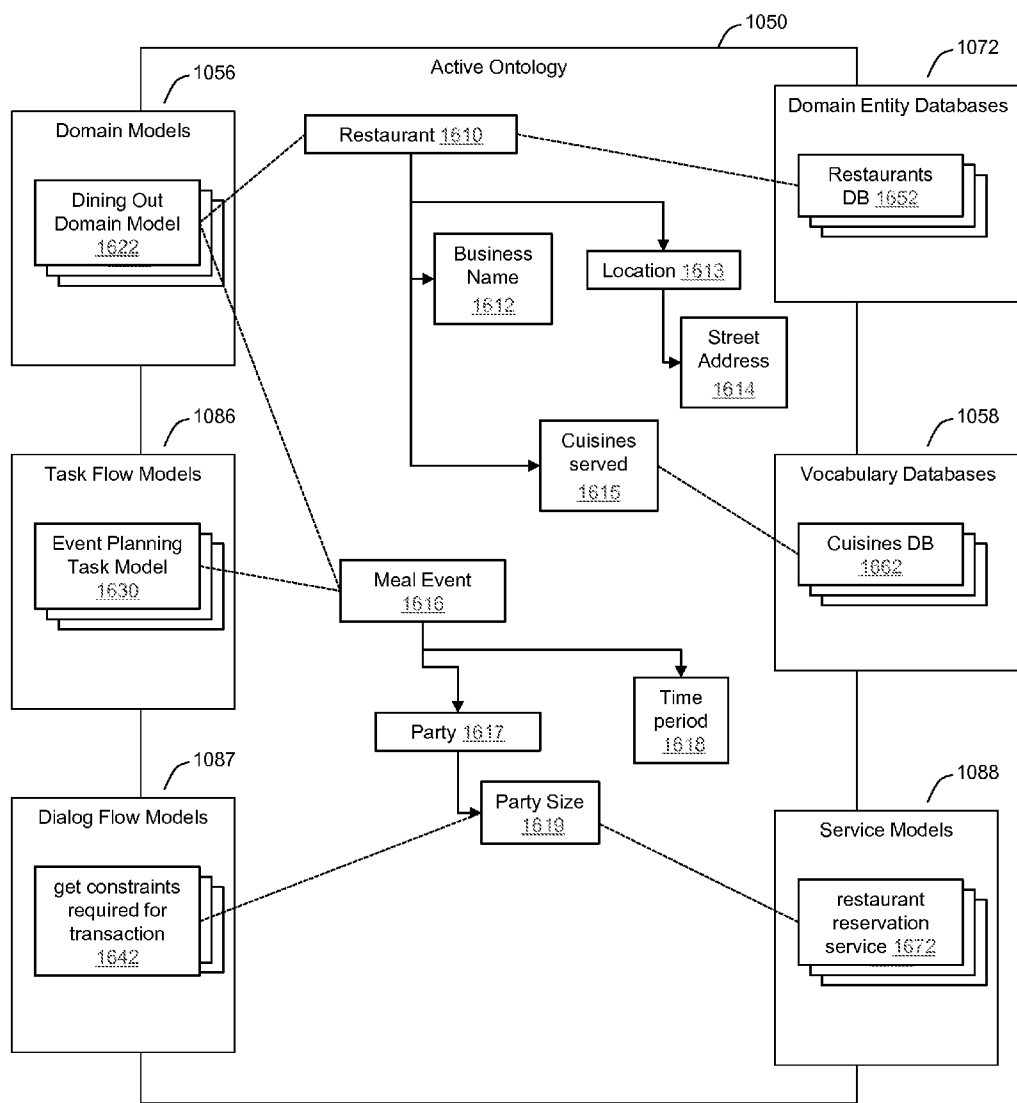 1050
Active Ontology
1056
1072
Domain Models
Domain Entity Databases
Restaurant 1610
Dining Out
Domain Model
1622
Restaurants
DB 1652
Business
Name
1612
Location 1613
Street
Address
1614
1086
1058
Task Flow Models
Cuisines
served
1615
Vocabulary Databases
Event Planning
Task Model
1630
Cuisines DB
1662
Meal Event
1616
Time
period
1618
Party 1617
1087
1088
Dialog Flow Models
Party Size
1619
Service Models
get constraints
required for
transaction
1642
restaurant
reservation
service 1672